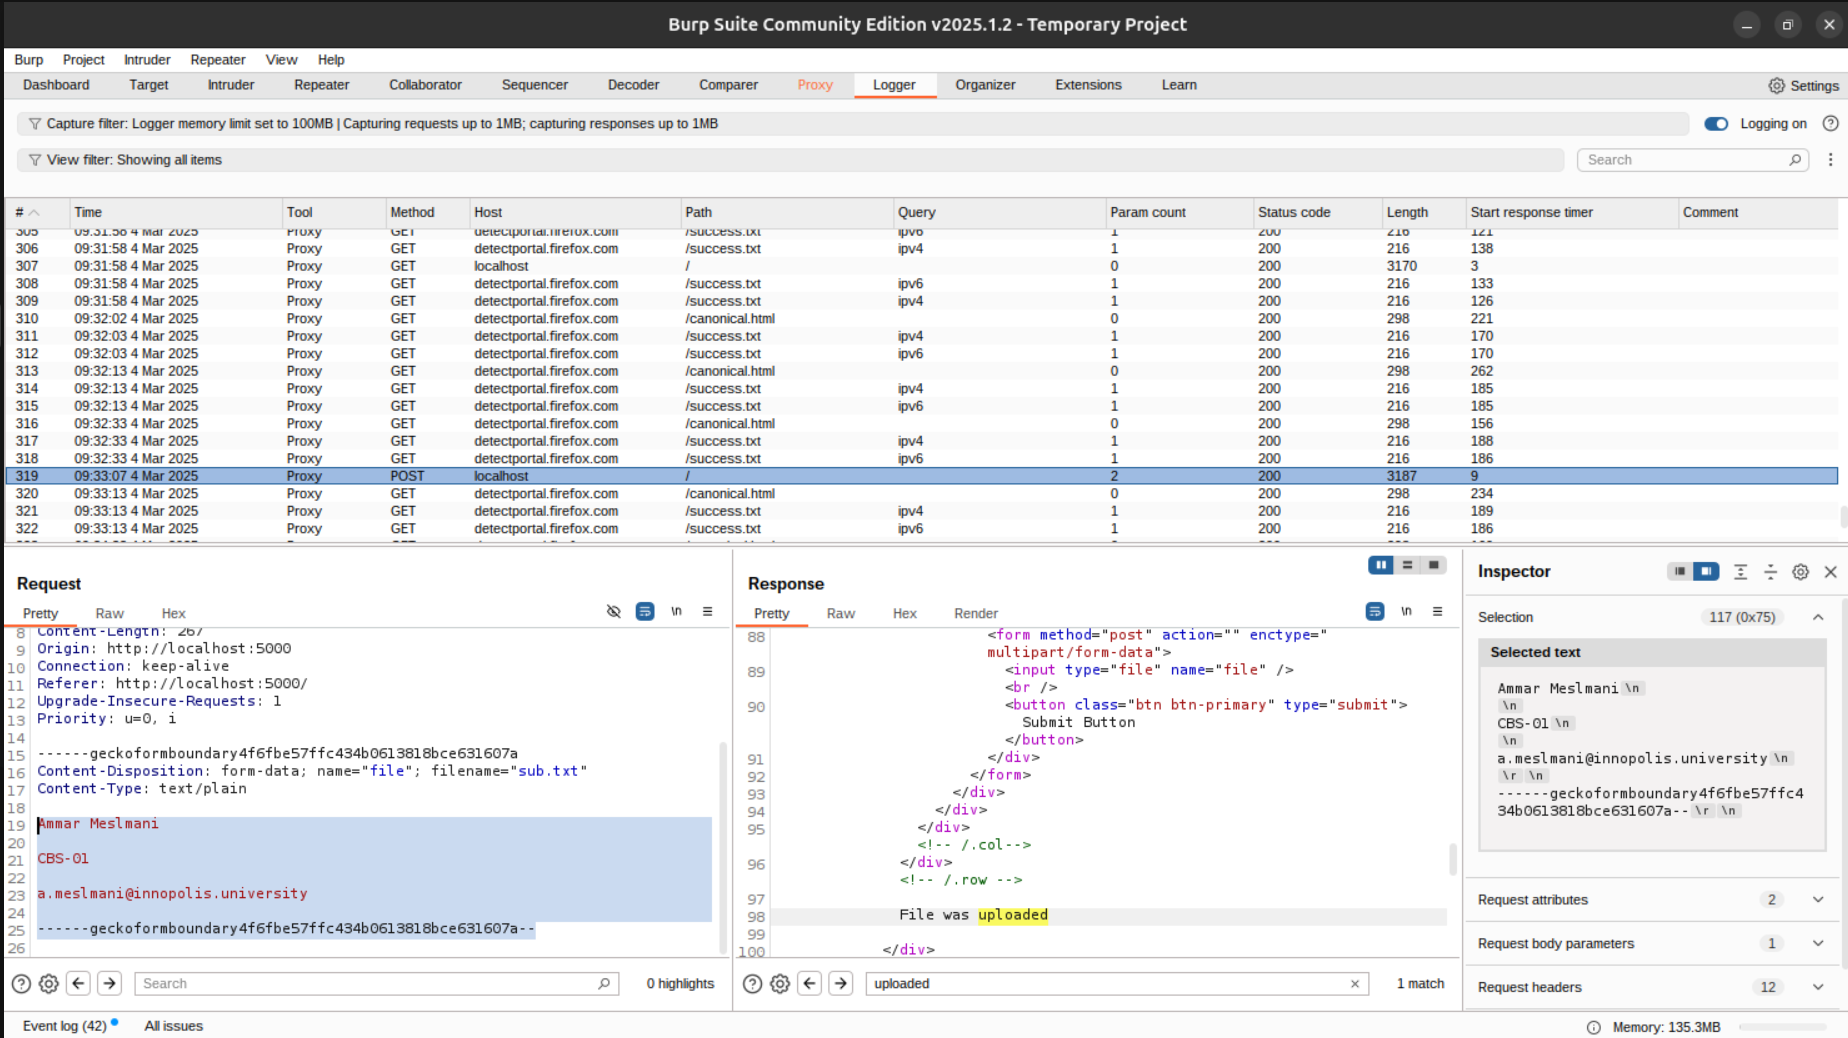 Burp Suite Community Edition v2025.1.2 - Temporary Project
Burp Project Intruder Repeater View Help
Dashboard Target Intruder Repeater Collaborator Sequencer Decoder Comparer Proxy Logger Organizer Extensions Learn Settings
Capture filter: Logger memory limit set to 100MB | Capturing requests up to 1MB; capturing responses up to 1MB Logging on
View filter: Showing all items Search
# Time Tool Method Host Path Query Param count Status code Length Start response timer Comment
305 09:31:58 4 Mar 2025 Proxy GET detectportal.firefox.com /success.txt ipv6 1 200 216 121
306 09:31:58 4 Mar 2025 Proxy GET detectportal.firefox.com /success.txt ipv4 1 200 216 138
307 09:31:58 4 Mar 2025 Proxy GET localhost / 0 200 3170 3
308 09:31:58 4 Mar 2025 Proxy GET detectportal.firefox.com /success.txt ipv6 1 200 216 133
309 09:31:58 4 Mar 2025 Proxy GET detectportal.firefox.com /success.txt ipv4 1 200 216 126
310 09:32:02 4 Mar 2025 Proxy GET detectportal.firefox.com /canonical.html 0 200 298 221
311 09:32:03 4 Mar 2025 Proxy GET detectportal.firefox.com /success.txt ipv4 1 200 216 170
312 09:32:03 4 Mar 2025 Proxy GET detectportal.firefox.com /success.txt ipv6 1 200 216 170
313 09:32:13 4 Mar 2025 Proxy GET detectportal.firefox.com /canonical.html 0 200 298 262
314 09:32:13 4 Mar 2025 Proxy GET detectportal.firefox.com /success.txt ipv4 1 200 216 185
315 09:32:13 4 Mar 2025 Proxy GET detectportal.firefox.com /success.txt ipv6 1 200 216 185
316 09:32:33 4 Mar 2025 Proxy GET detectportal.firefox.com /canonical.html 0 200 298 156
317 09:32:33 4 Mar 2025 Proxy GET detectportal.firefox.com /success.txt ipv4 1 200 216 188
318 09:32:33 4 Mar 2025 Proxy GET detectportal.firefox.com /success.txt ipv6 1 200 216 186
319 09:33:07 4 Mar 2025 Proxy POST localhost / 2 200 3187 9
320 09:33:13 4 Mar 2025 Proxy GET detectportal.firefox.com /canonical.html 0 200 298 234
321 09:33:13 4 Mar 2025 Proxy GET detectportal.firefox.com /success.txt ipv4 1 200 216 189
322 09:33:13 4 Mar 2025 Proxy GET detectportal.firefox.com /success.txt ipv6 1 200 216 186
Request
Pretty Raw Hex \n
8 Content-Length: 267
9 Origin: http://localhost:5000
10 Connection: keep-alive
11 Referer: http://localhost:5000/
12 Upgrade-Insecure-Requests: 1
13 Priority: u=0, i
14
15 ------geckoformboundary4f6fbe57ffc434b0613818bce631607a
16 Content-Disposition: form-data; name="file"; filename="sub.txt"
17 Content-Type: text/plain
18
19 Ammar Meslmani
20
21 CBS-01
22
23 a.meslmani@innopolis.university
24
25 ------geckoformboundary4f6fbe57ffc434b0613818bce631607a--
26
Search 0 highlights
Response
Pretty Raw Hex Render \n
88 <form method="post" action="" enctype="
multipart/form-data">
89 <input type="file" name="file" />
<br />
90 <button class="btn btn-primary" type="submit">
Submit Button
</button>
91 </div>
92 </form>
93 </div>
94 </div>
95 </div>
<!-- /.col-->
96 </div>
<!-- /.row -->
97
98 File was uploaded
99
100 </div>
uploaded 1 match
Inspector
Selection 117 (0x75)
Selected text
Ammar Meslmani \n
\n
CBS-01 \n
\n
a.meslmani@innopolis.university \n
\r \n
------geckoformboundary4f6fbe57ffc4
34b0613818bce631607a-- \r \n
Request attributes 2
Request body parameters 1
Request headers 12
Event log (42) All issues Memory: 135.3MB